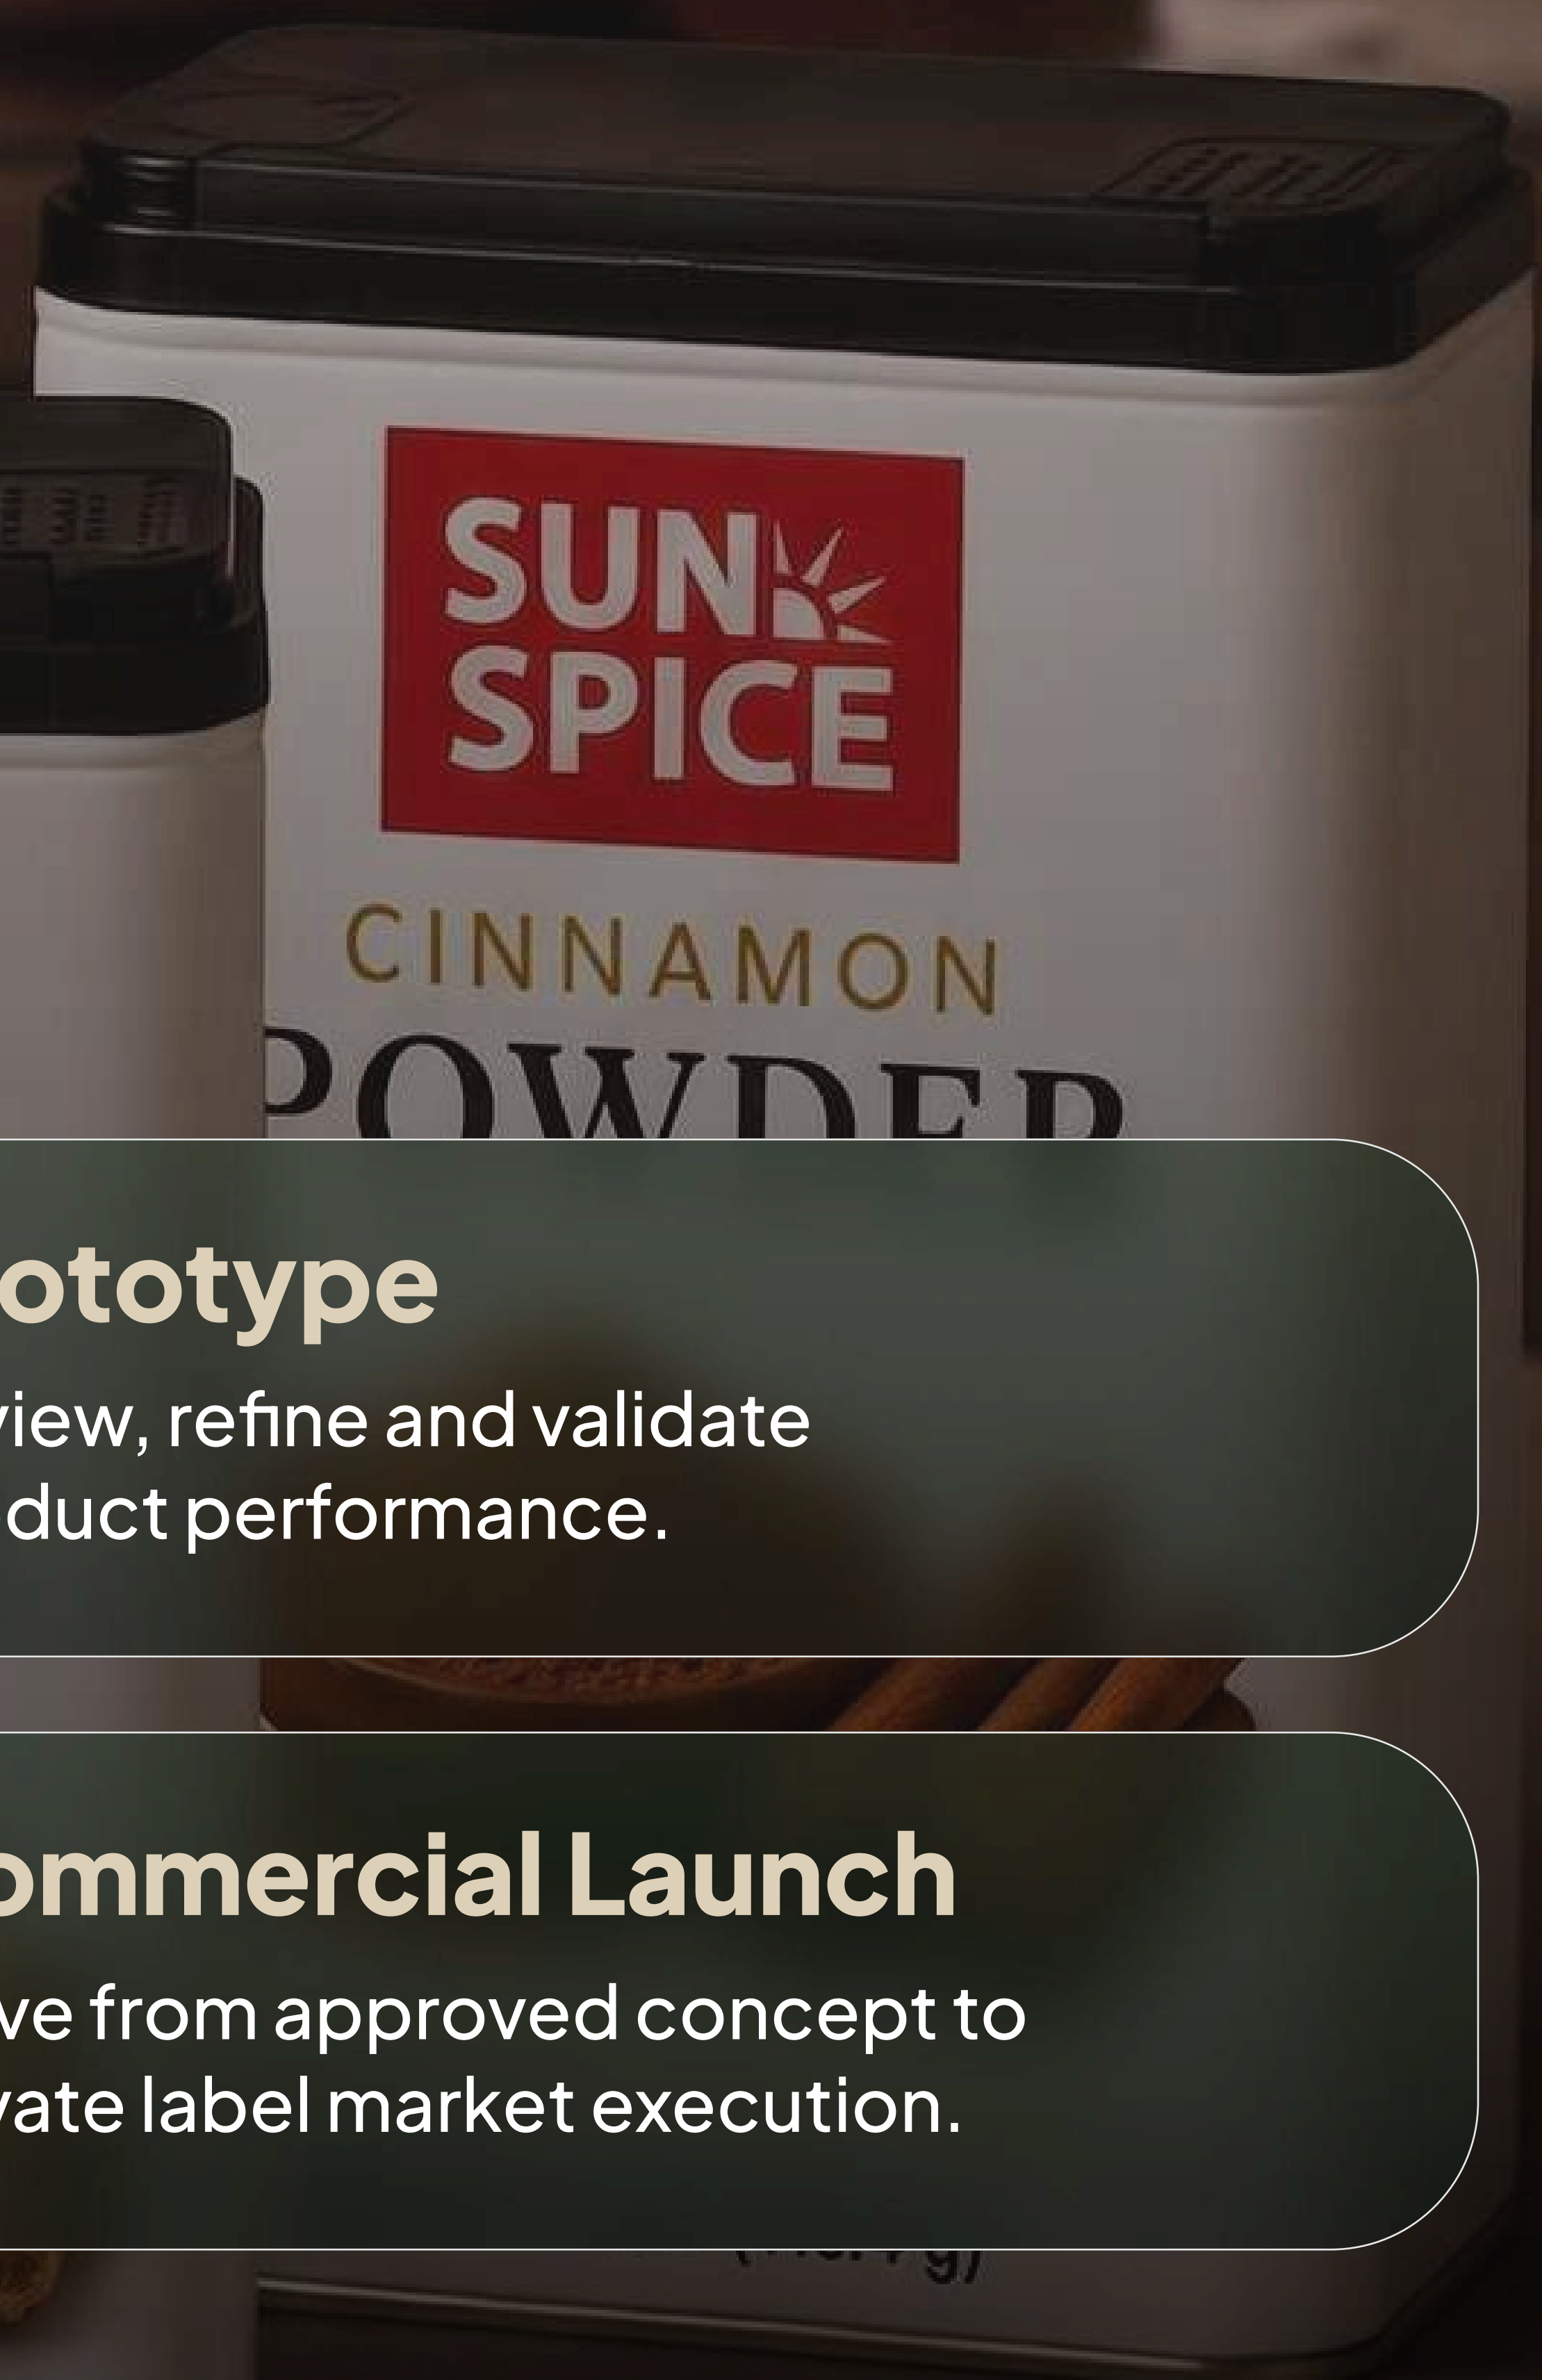 SUN
SPICE
CINNAMON
POWDER
ototype
view, refine and validate
duct performance.
ommercial Launch
ve from approved concept to
vate label market execution.